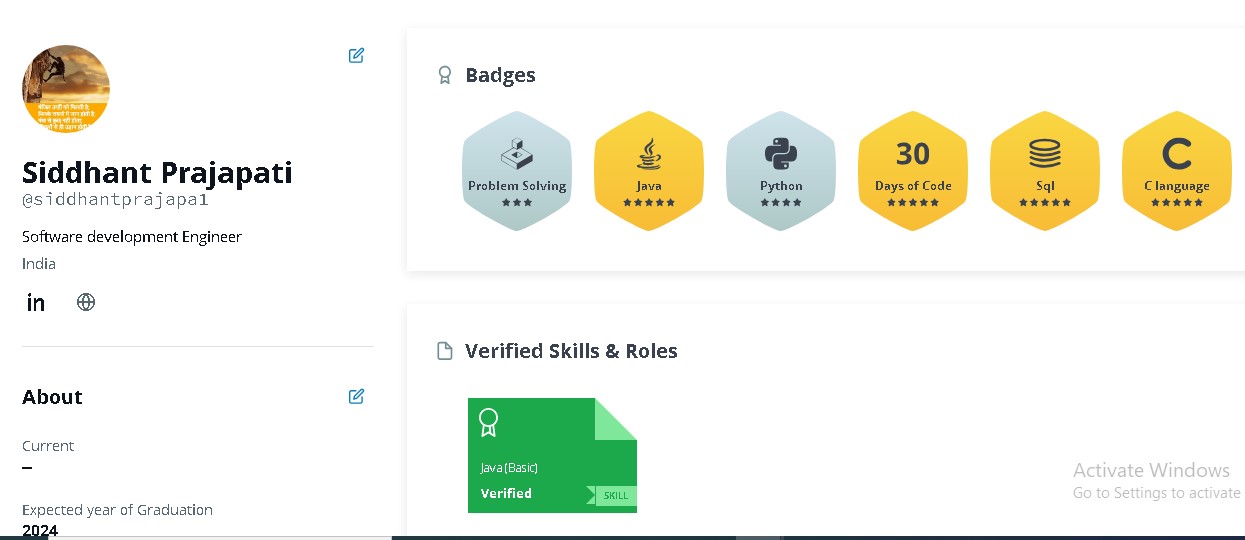 Siddhant Prajapati
@siddhantprajapa1
Software development Engineer
India
in
About
Current
–
Expected year of Graduation
2024
Badges
Problem Solving
Java
Python
30
Days of Code
Sql
C
C language
Verified Skills & Roles
Java (Basic)
Verified
SKILL
Activate Windows
Go to Settings to activate